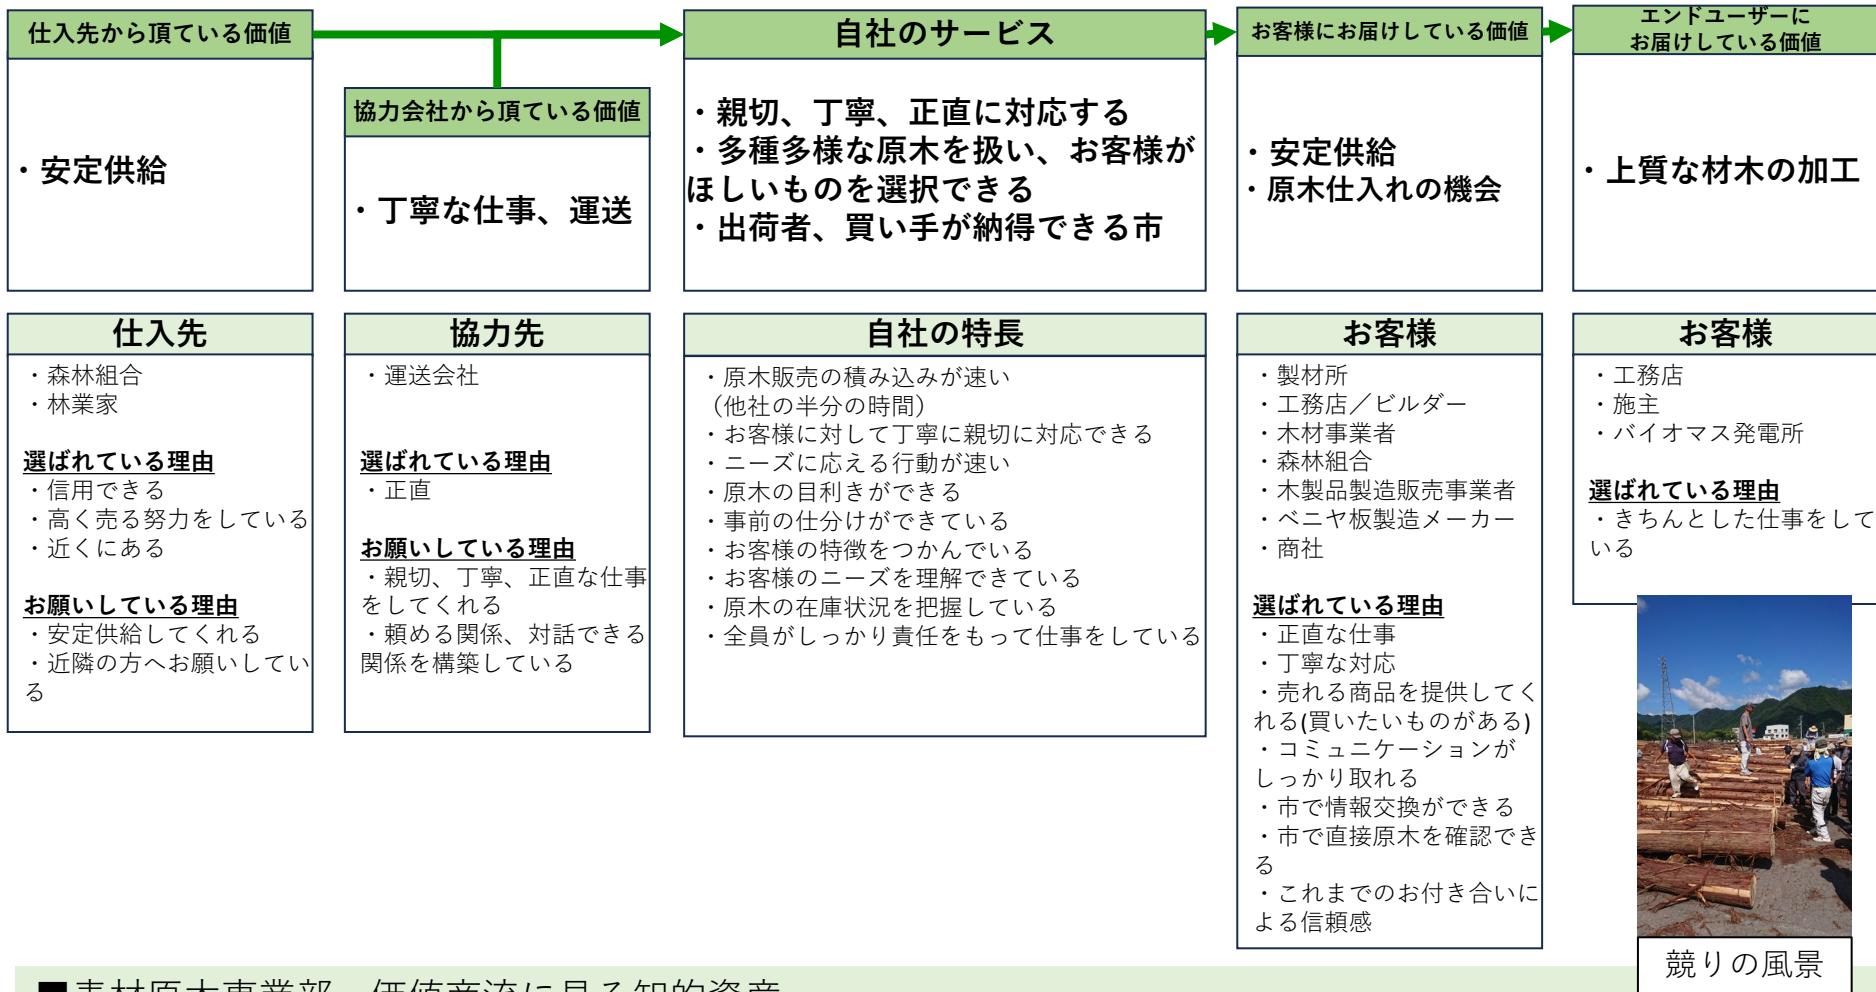 仕入先から頂ている価値
・安定供給
協力会社から頂ている価値
・丁寧な仕事、運送
自社のサービス
・親切、丁寧、正直に対応する
・多種多様な原木を扱い、お客様が
ほしいものを選択できる
・出荷者、買い手が納得できる市
お客様にお届けしている価値
・安定供給
・原木仕入れの機会
エンドユーザーに
お届けしている価値
・上質な材木の加工
仕入先
・森林組合
・林業家
選ばれている理由
・信用できる
・高く売る努力をしている
・近くにある
お願いしている理由
・安定供給してくれる
・近隣の方へお願いしてい
る
協力先
・運送会社
選ばれている理由
・正直
お願いしている理由
・親切、丁寧、正直な仕事
をしてくれる
・頼める関係、対話できる
関係を構築している
自社の特長
・原木販売の積み込みが速い
（他社の半分の時間）
・お客様に対して丁寧に親切に対応できる
・ニーズに応える行動が速い
・原木の目利きができる
・事前の仕分けができている
・お客様の特徴をつかんでいる
・お客様のニーズを理解できている
・原木の在庫状況を把握している
・全員がしっかり責任をもって仕事をしている
お客様
・製材所
・工務店／ビルダー
・木材事業者
・森林組合
・木製品製造販売事業者
・ベニヤ板製造メーカー
・商社
選ばれている理由
・正直な仕事
・丁寧な対応
・売れる商品を提供してく
れる(買いたいものがある)
・コミュニケーションが
しっかり取れる
・市で情報交換ができる
・市で直接原木を確認でき
る
・これまでのお付き合いに
よる信頼感
お客様
・工務店
・施主
・バイオマス発電所
選ばれている理由
・きちんとした仕事をして
いる
競りの風景
■素材原木事業部 価値交流に見る知的資産